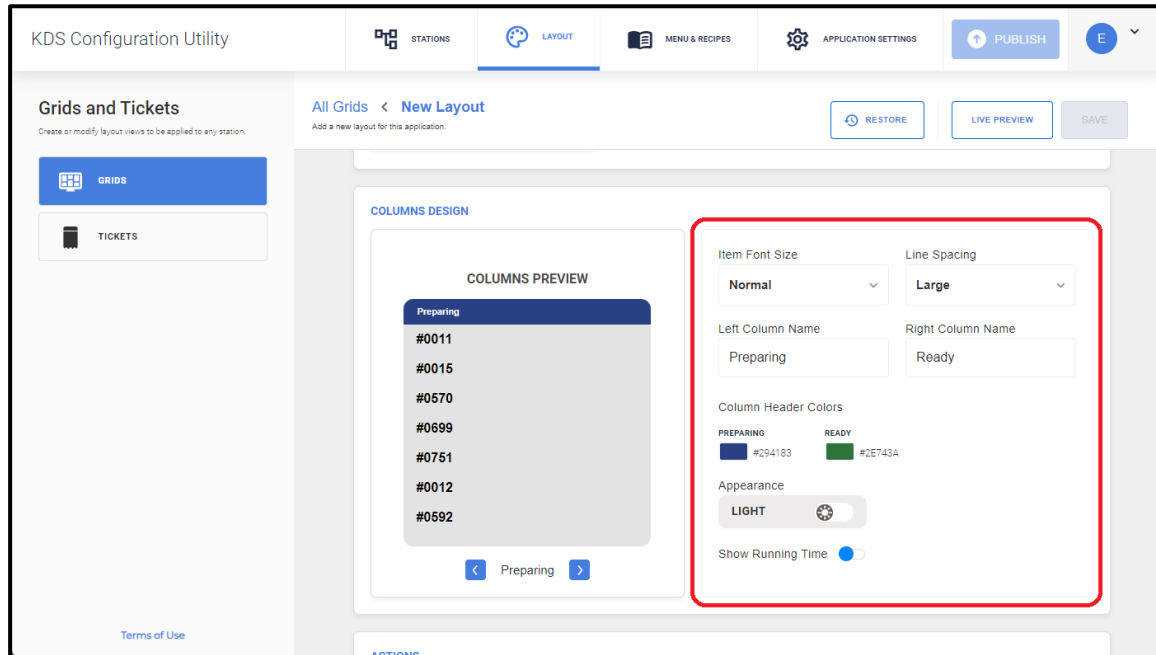 KDS Configuration Utility
STATIONS
LAYOUT
MENU & RECIPES
APPLICATION SETTINGS
PUBLISH
E
Grids and Tickets
Create or modify layout views to be applied to any station.
GRIDS
TICKETS
Terms of Use
All Grids < New Layout
Add a new layout for this application.
RESTORE
LIVE PREVIEW
SAVE
COLUMNS DESIGN
COLUMNS PREVIEW
Preparing
#0011
#0015
#0570
#0699
#0751
#0012
#0592
Preparing
Item Font Size
Line Spacing
Normal
Large
Left Column Name
Right Column Name
Preparing
Ready
Column Header Colors
PREPARING
READY
#294183
#2E743A
Appearance
LIGHT
Show Running Time
ACTIONS